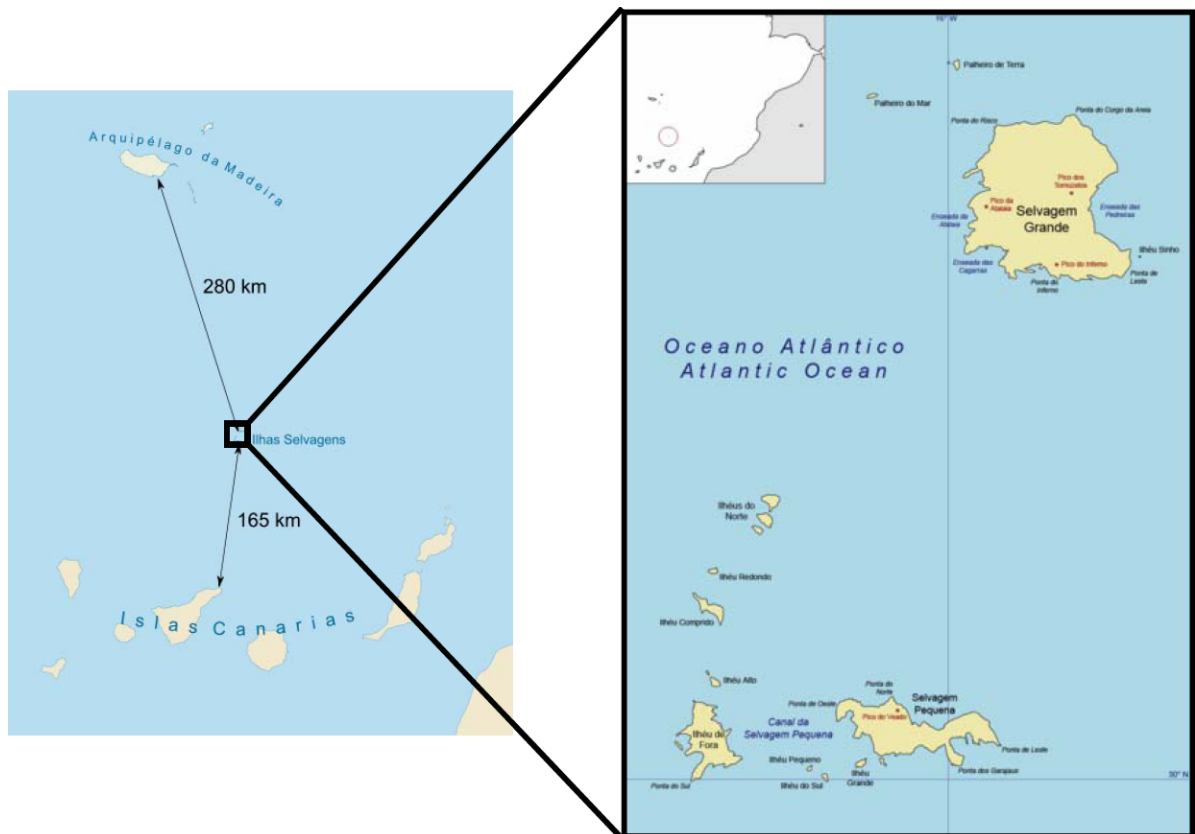 Arquipélago da Madeira
280 km
Ilhas Selvagens
165 km
Islas Canarias
16° W
Palheiro de Terra
Palheiro do Mar
Ponta do Corgo da Areia
Ponta do Risco
Pico dos
Tornozelos
Pico da
Atalaia
Selvagem
Grande
Enseada das
Pedreiras
Enseada da
Atalaia
Ilhéu Sinho
Enseada das
Cagarras
Pico do Inferno
Ponta de
Leste
Ponta do
Inferno
Oceano Atlântico
Atlantic Ocean
Ilhéus do
Norte
Ilhéu Redondo
Ilhéu Comprido
Ilhéu Alto
Ponta do
Norte
Selvagem
Pequena
Ponta de Oeste
Pico do Veado
Canal da
Selvagem Pequena
Ilhéu de
Fora
Ponta de Leste
Ilhéu Pequeno
Ilhéu
Grande
Ponta dos Garajaus
Ponta do Sul
Ilhéu do Sul
30° N